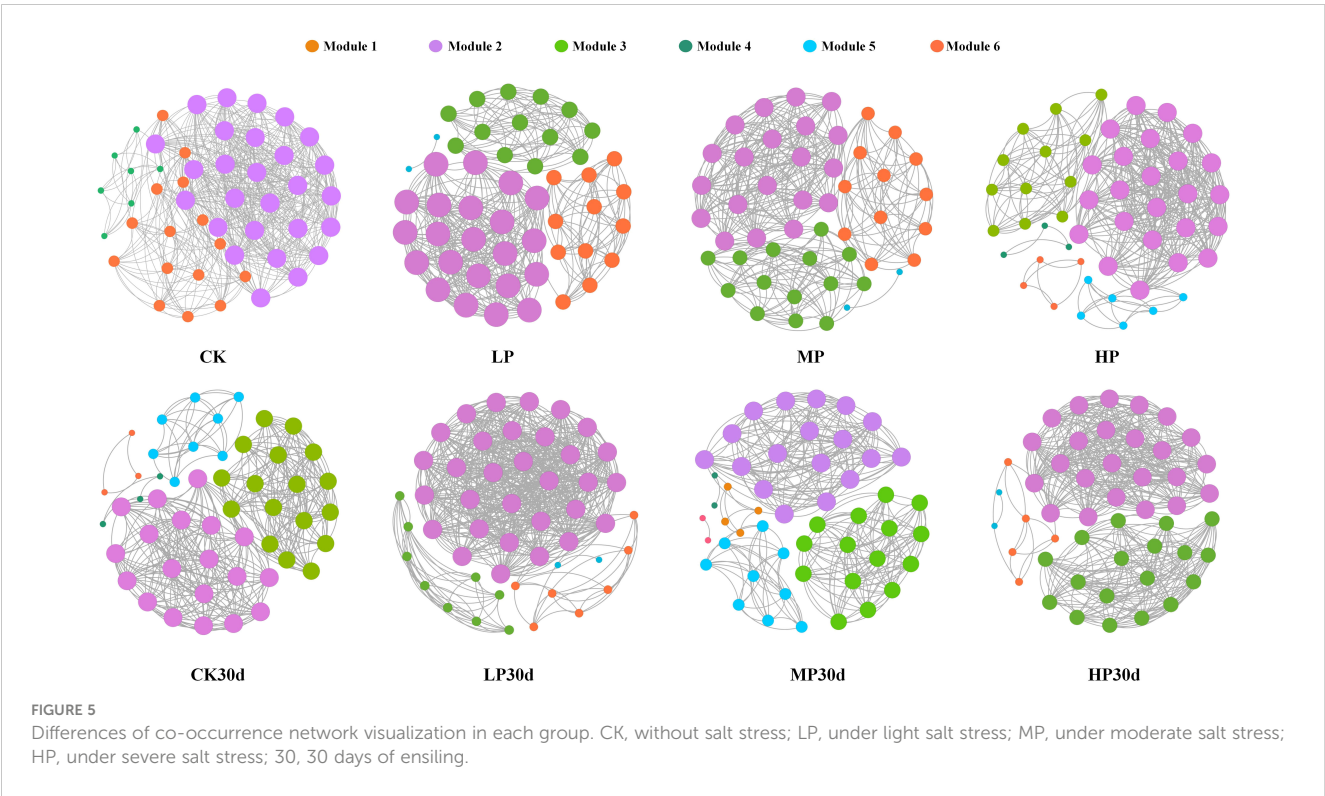 Module 1 Module 2 Module 3 Module 4 Module 5 Module 6
CK LP MP HP
CK30d LP30d MP30d HP30d
FIGURE 5
Differences of co-occurrence network visualization in each group. CK, without salt stress; LP, under light salt stress; MP, under moderate salt stress;
HP, under severe salt stress; 30, 30 days of ensiling.